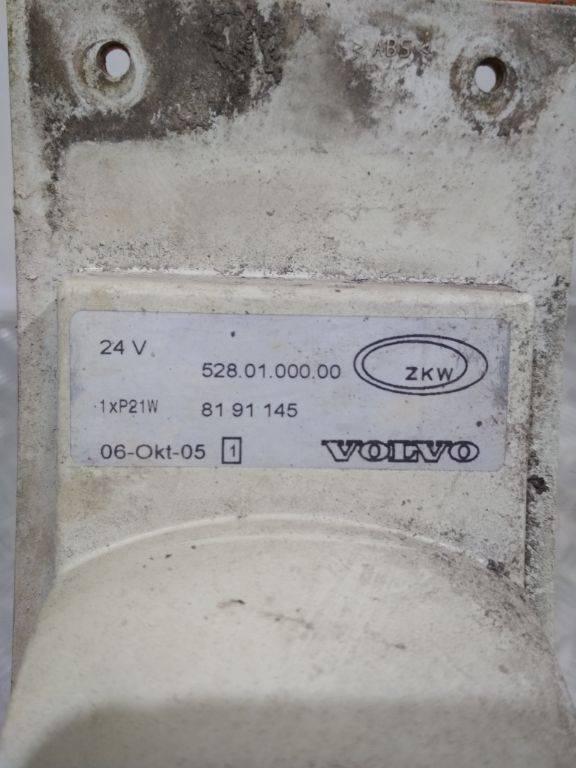 > ABS <
24 V
528.01.000.00 ZKW
1xP21W 81 91 145
06-Okt-05 1 VOLVO